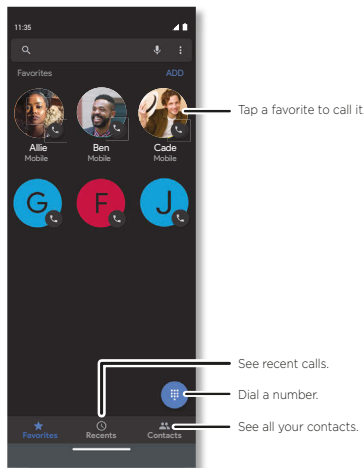 11:35
Favorites ADD
Tap a favorite to call it
Allie Ben Cade
Mobile Mobile Mobile
G F J
See recent calls.
Dial a number.
See all your contacts.
Favorites Recents Contacts